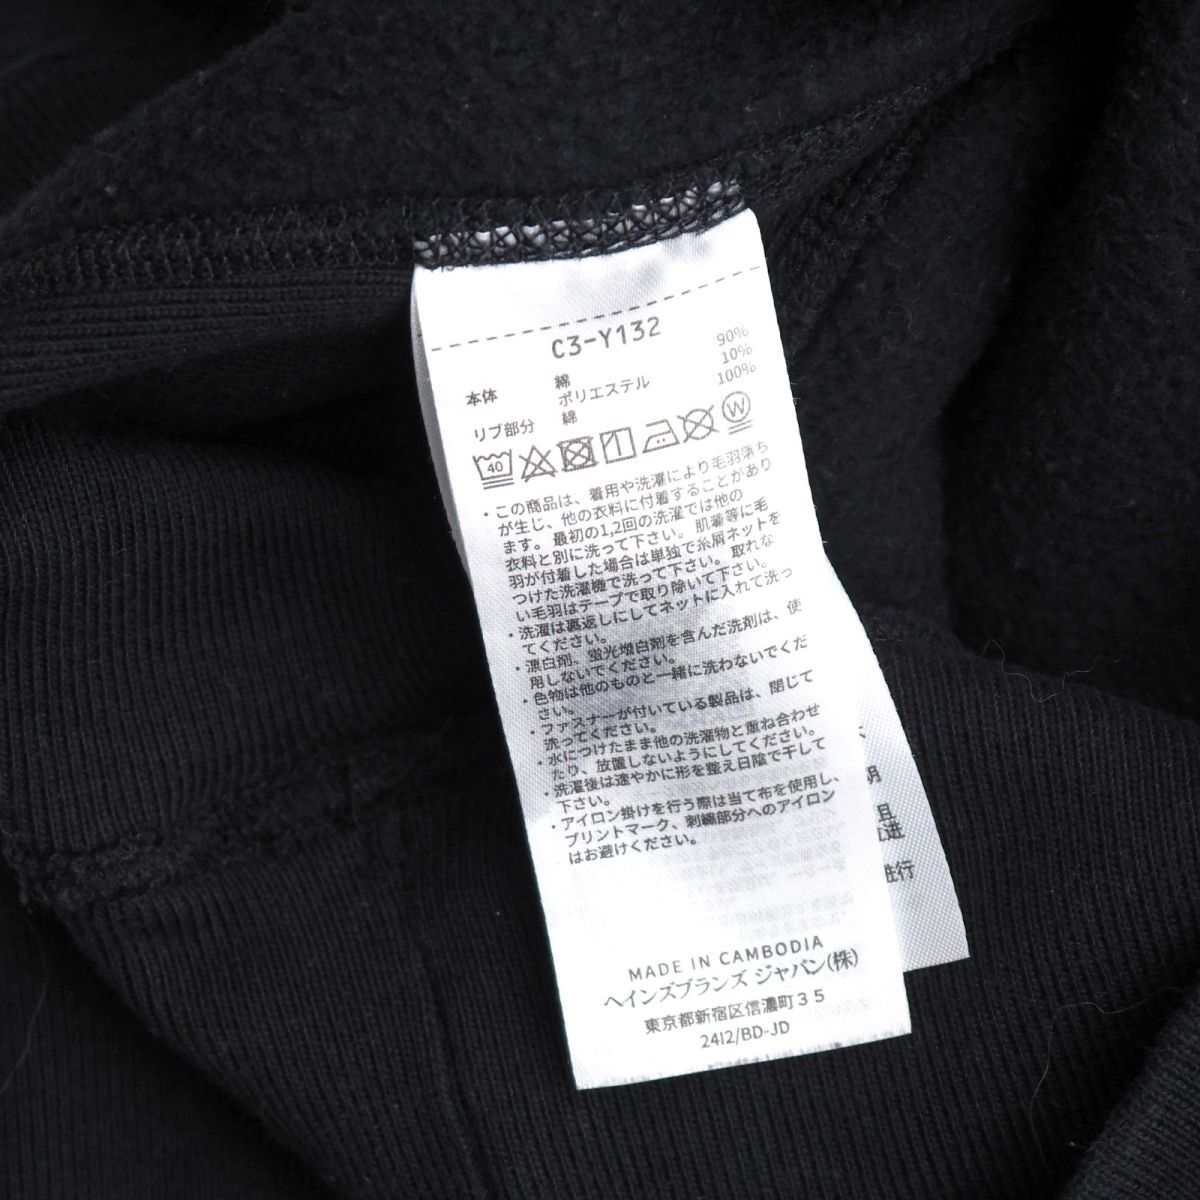 C3-Y132
本体 綿 90%
ポリエステル 10%
リブ部分 綿 100%
40 W
・この商品は、着用や洗濯により毛羽落ち
が生じ、他の衣料に付着することがあり
ます。最初の1,2回の洗濯では他の
衣料と別に洗って下さい。肌着等に毛
羽が付着した場合は単独で糸屑ネットを
つけた洗濯機で洗って下さい。取れな
い毛羽はテープで取り除いて下さい。
・洗濯は裏返しにしてネットに入れて洗っ
てください。
・漂白剤、蛍光増白剤を含んだ洗剤は、使
用しないでください。
・色物は他のものと一緒に洗わないでくだ
さい。
・ファスナーが付いている製品は、閉じて
洗ってください。
・水につけたまま他の洗濯物と重ね合わせ
たり、放置しないようにしてください。
・洗濯後は速やかに形を整え日陰で干して
下さい。
・アイロン掛けを行う際は当て布を使用し、
プリントマーク、刺繍部分へのアイロン
はお避けください。
MADE IN CAMBODIA
ヘインズブランズ ジャパン(株)
東京都新宿区信濃町35
2412/BD-JD